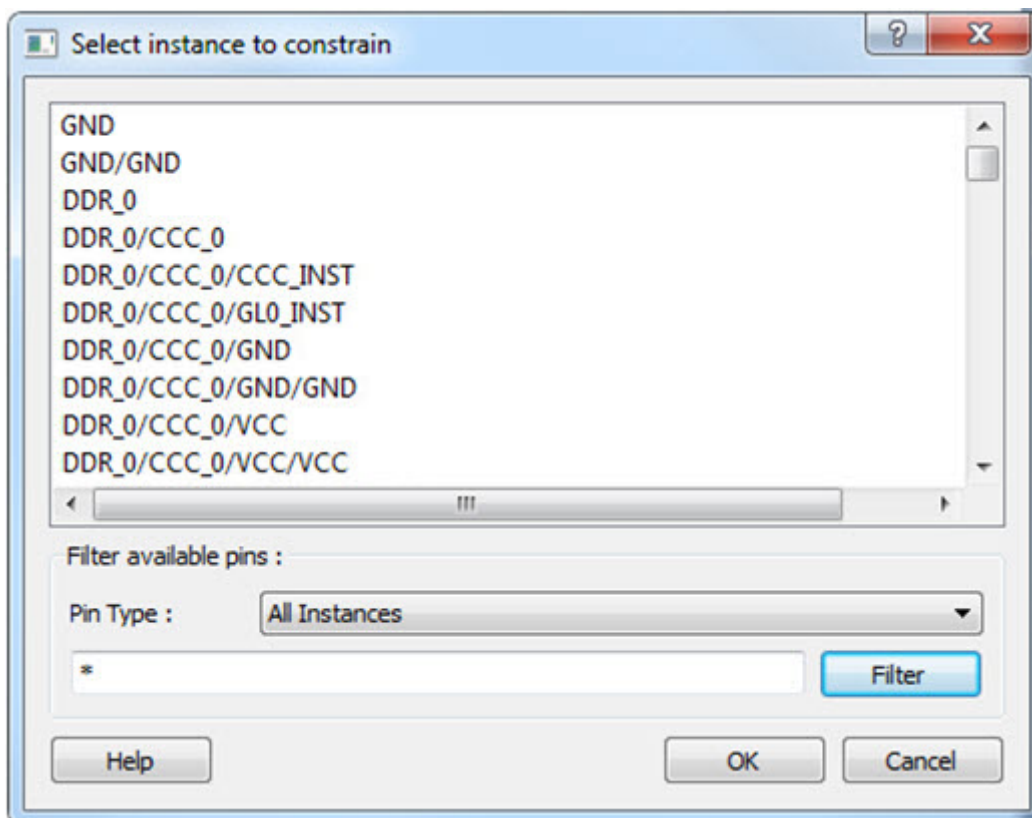 Select instance to constrain
GND
GND/GND
DDR_0
DDR_0/CCC_0
DDR_0/CCC_0/CCC_INST
DDR_0/CCC_0/GL0_INST
DDR_0/CCC_0/GND
DDR_0/CCC_0/GND/GND
DDR_0/CCC_0/VCC
DDR_0/CCC_0/VCC/VCC
Filter available pins :
Pin Type : All Instances
* Filter
Help OK Cancel